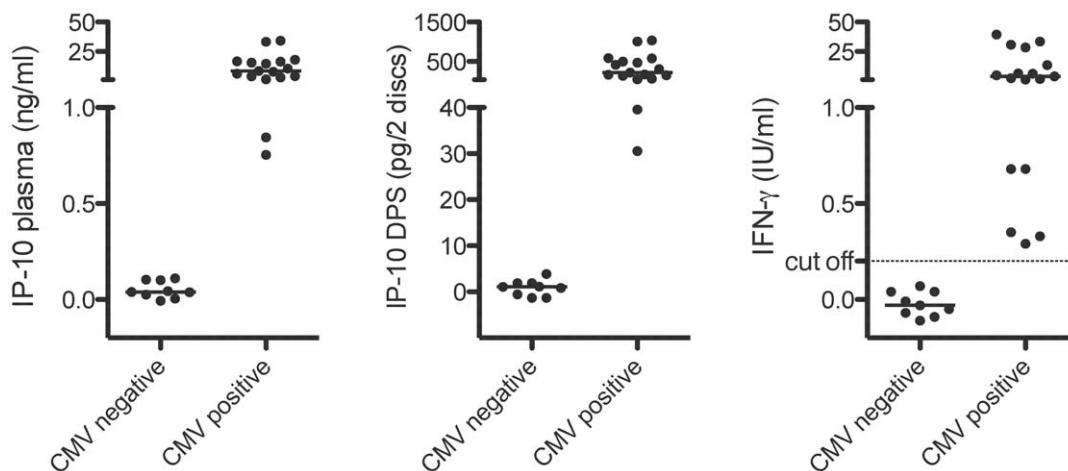 IP-10 plasma (ng/ml)
50
25
1.0
0.5
0.0
CMV negative
CMV positive
IP-10 DPS (pg/2 discs)
1500
500
40
30
20
10
0
CMV negative
CMV positive
IFN-γ (IU/ml)
50
25
1.0
0.5
cut off
0.0
CMV negative
CMV positive